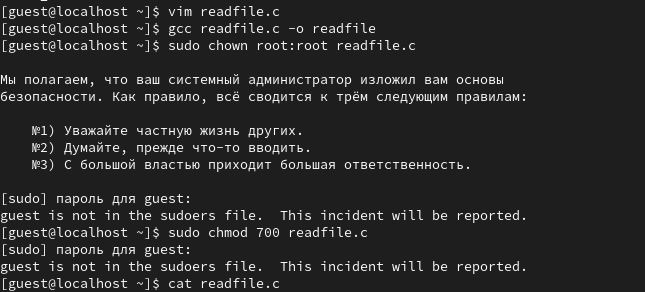 [guest@localhost ~]$ vim readfile.c
[guest@localhost ~]$ gcc readfile.c -o readfile
[guest@localhost ~]$ sudo chown root:root readfile.c
Мы полагаем, что ваш системный администратор изложил вам основы
безопасности. Как правило, всё сводится к трём следующим правилам:
№1) Уважайте частную жизнь других.
№2) Думайте, прежде что-то вводить.
№3) С большой властью приходит большая ответственность.
[sudo] пароль для guest:
guest is not in the sudoers file.  This incident will be reported.
[guest@localhost ~]$ sudo chmod 700 readfile.c
[sudo] пароль для guest:
guest is not in the sudoers file.  This incident will be reported.
[guest@localhost ~]$ cat readfile.c